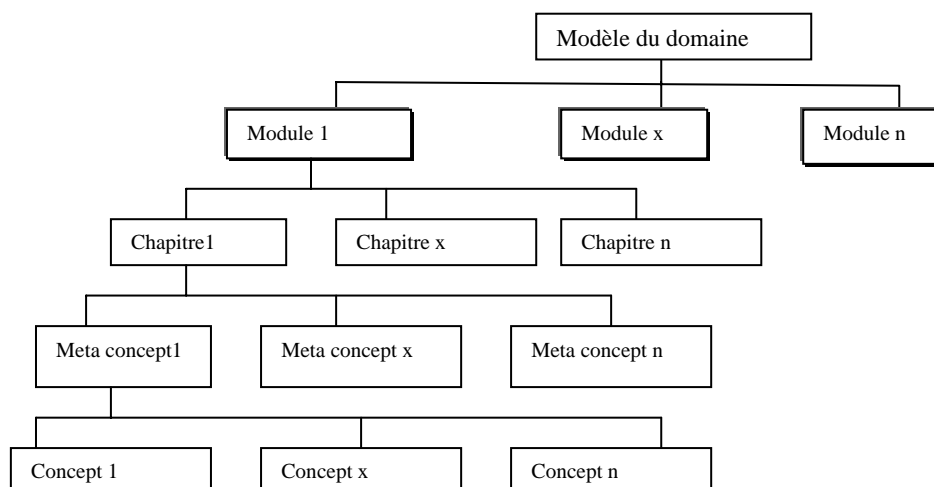 Modèle du domaine
Module 1
Module x
Module n
Chapitre1
Chapitre x
Chapitre n
Meta concept1
Meta concept x
Meta concept n
Concept 1
Concept x
Concept n